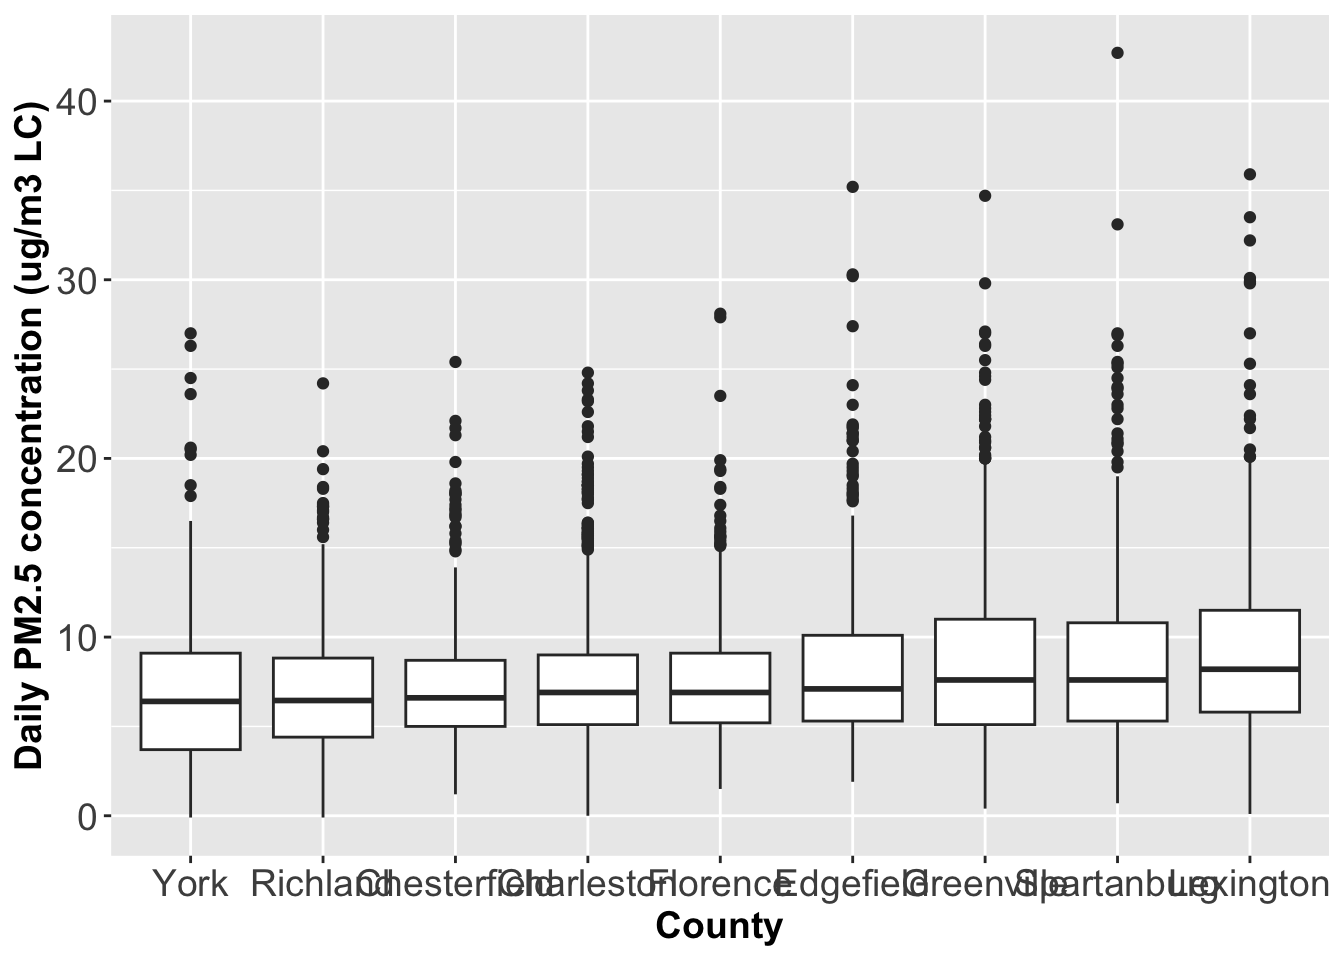 Daily PM2.5 concentration (ug/m3 LC)
40
30
20
10
0
York Richland Chesterfield Charleston Florence Edgefield Greenville Spartanburg Lexington
County